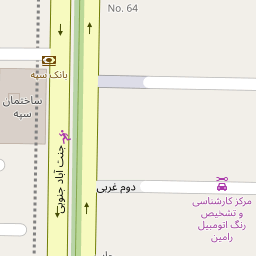 No. 64
بانک سپه
ساختمان
سپه
جنت آباد جنوبی
دوم غربی
مرکز کارشناسی
و تشخیص
رنگ اتومبیل
رامین